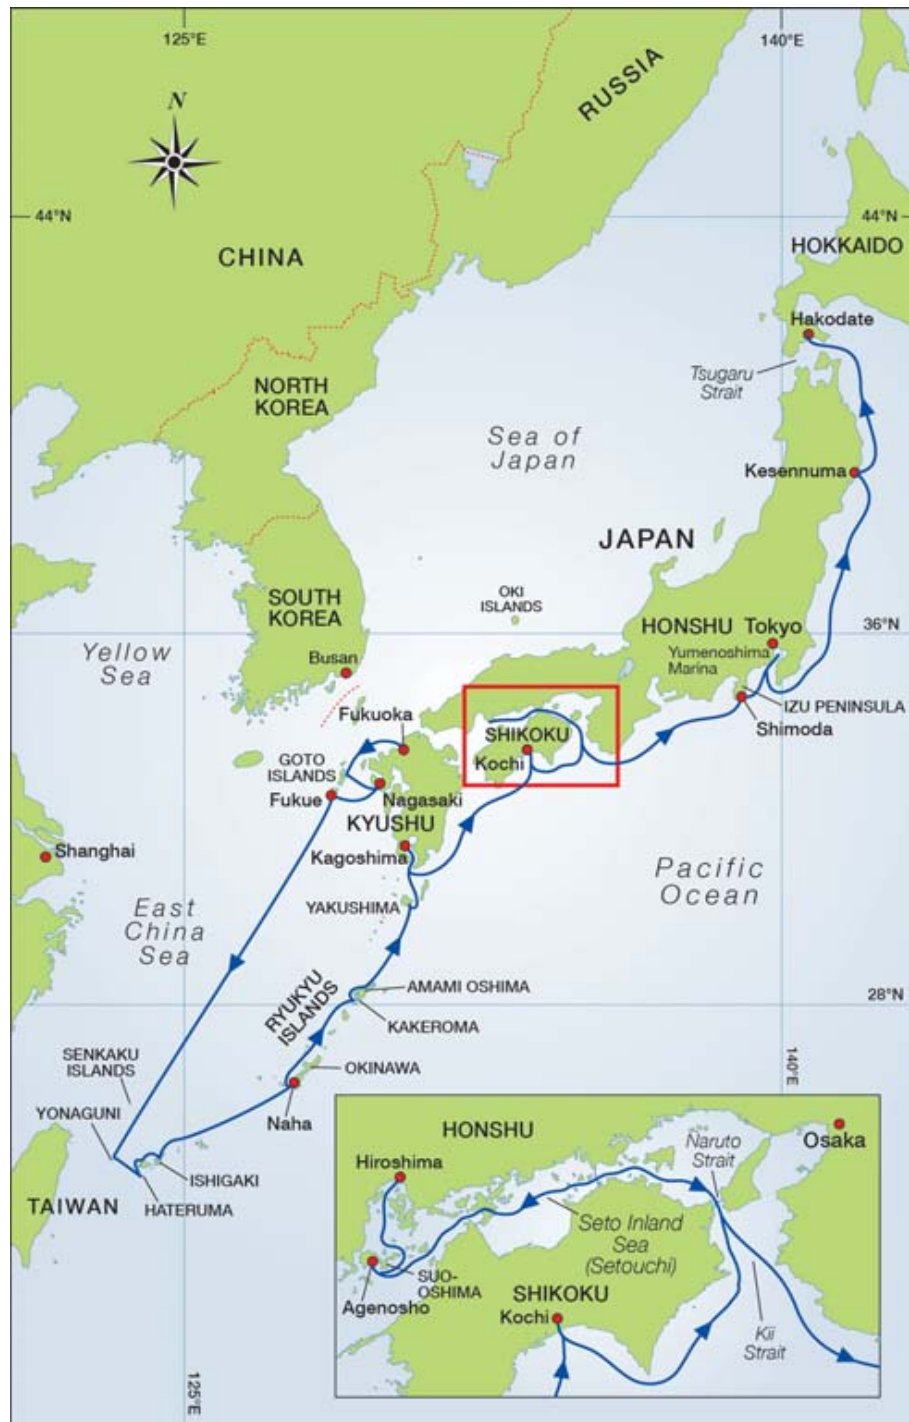 125°E
140°E
N
RUSSIA
44°N
44°N
CHINA
HOKKAIDO
Hakodate
Tsugaru
Strait
NORTH
KOREA
Sea of
Japan
Kesennuma
JAPAN
OKI
ISLANDS
SOUTH
KOREA
HONSHU
Tokyo
36°N
Yellow
Sea
Yumenoshima
Marina
Busan
IZU PENINSULA
Fukuoka
Shimoda
SHIKOKU
GOTO
ISLANDS
Kochi
Fukue
Nagasaki
KYUSHU
Shanghai
Kagoshima
Pacific
Ocean
YAKUSHIMA
East
China
Sea
RYUKYU
ISLANDS
AMAMI OSHIMA
28°N
KAKEROMA
SENKAKU
ISLANDS
OKINAWA
140°E
YONAGUNI
Naha
ISHIGAKI
TAIWAN
HATERUMA
125°E
HONSHU
Naruto
Strait
Osaka
Hiroshima
Seto Inland
Sea
(Setouchi)
SUO-
OSHIMA
Agenosho
SHIKOKU
Kochi
Kii
Strait